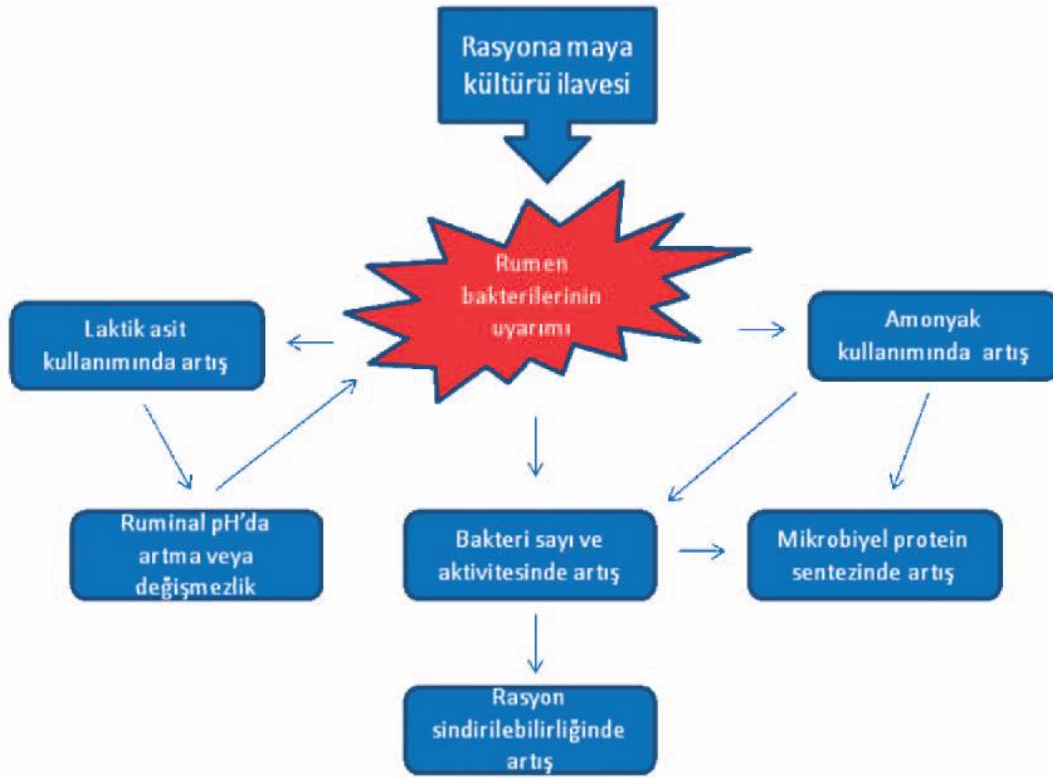 Rasyona maya
kültürü ilavesi
Rumen
bakterilerinin
uyarımı
Laktik asit
kullanımında artış
Amonyak
kullanımında artış
Ruminal pH'da
artma veya
değişmezlik
Bakteri sayı ve
aktivitesinde artış
Mikrobiyel protein
sentezinde artış
Rasyon
sindirilebilirliğinde
artış